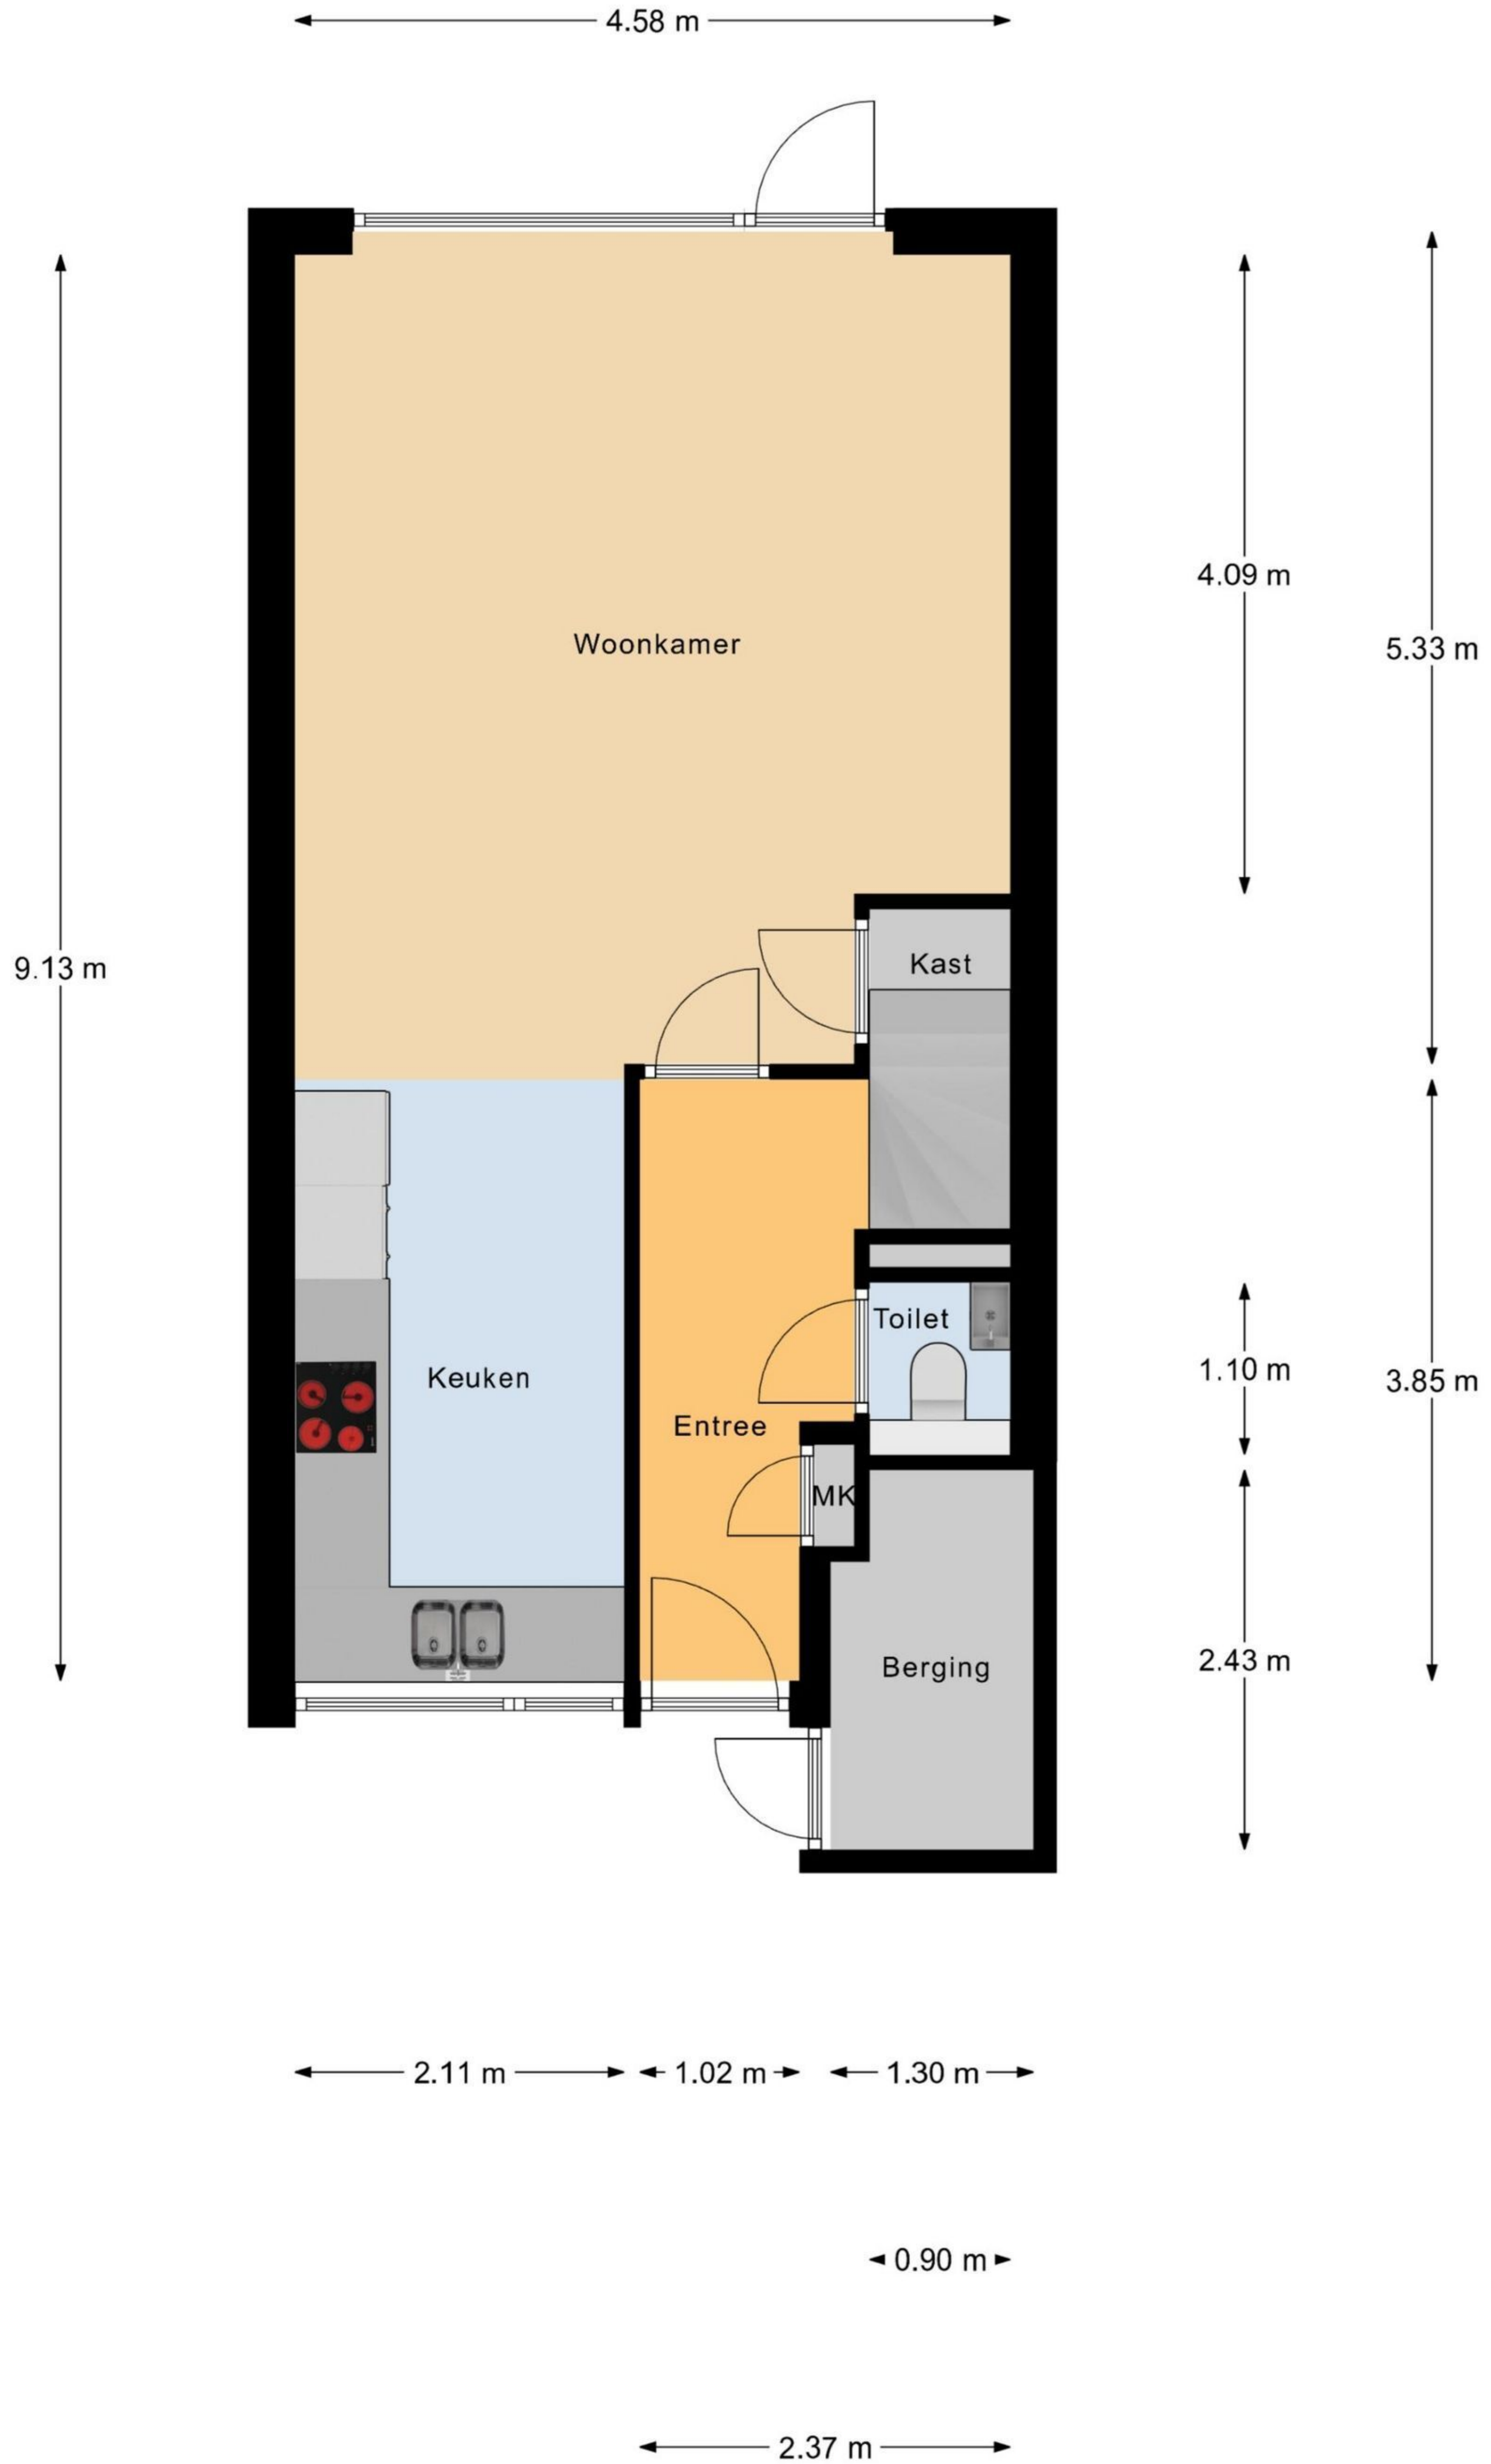 4.58 m
4.09 m
Woonkamer
5.33 m
Kast
9.13 m
Toilet
1.10 m
Keuken
3.85 m
Entree
MK
2.43 m
Berging
2.11 m
1.02 m
1.30 m
0.90 m
2.37 m